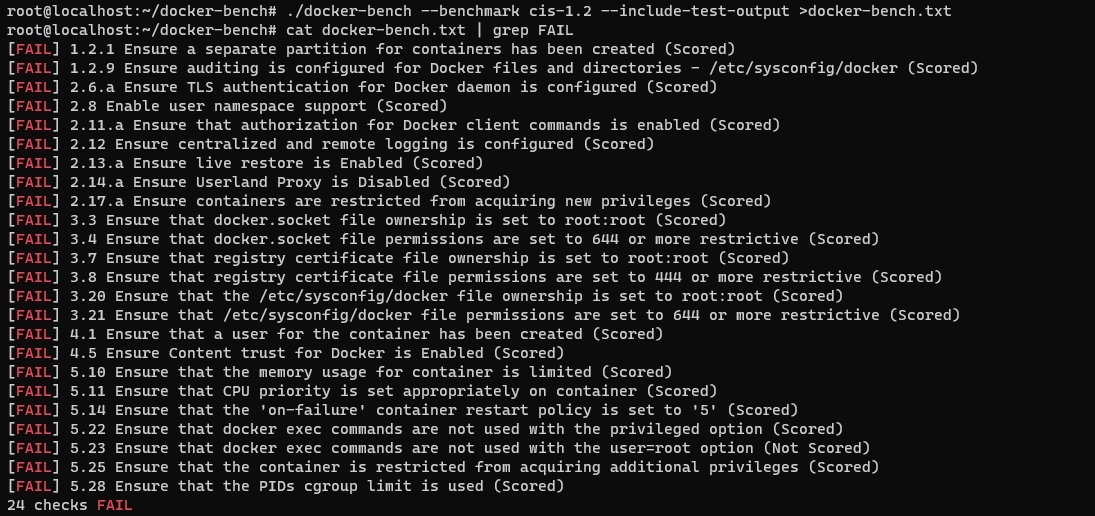 root@localhost:~/docker-bench# ./docker-bench --benchmark cis-1.2 --include-test-output >docker-bench.txt
root@localhost:~/docker-bench# cat docker-bench.txt | grep FAIL
[FAIL] 1.2.1 Ensure a separate partition for containers has been created (Scored)
[FAIL] 1.2.9 Ensure auditing is configured for Docker files and directories - /etc/sysconfig/docker (Scored)
[FAIL] 2.6.a Ensure TLS authentication for Docker daemon is configured (Scored)
[FAIL] 2.8 Enable user namespace support (Scored)
[FAIL] 2.11.a Ensure that authorization for Docker client commands is enabled (Scored)
[FAIL] 2.12 Ensure centralized and remote logging is configured (Scored)
[FAIL] 2.13.a Ensure live restore is Enabled (Scored)
[FAIL] 2.14.a Ensure Userland Proxy is Disabled (Scored)
[FAIL] 2.17.a Ensure containers are restricted from acquiring new privileges (Scored)
[FAIL] 3.3 Ensure that docker.socket file ownership is set to root:root (Scored)
[FAIL] 3.4 Ensure that docker.socket file permissions are set to 644 or more restrictive (Scored)
[FAIL] 3.7 Ensure that registry certificate file ownership is set to root:root (Scored)
[FAIL] 3.8 Ensure that registry certificate file permissions are set to 444 or more restrictive (Scored)
[FAIL] 3.20 Ensure that the /etc/sysconfig/docker file ownership is set to root:root (Scored)
[FAIL] 3.21 Ensure that /etc/sysconfig/docker file permissions are set to 644 or more restrictive (Scored)
[FAIL] 4.1 Ensure that a user for the container has been created (Scored)
[FAIL] 4.5 Ensure Content trust for Docker is Enabled (Scored)
[FAIL] 5.10 Ensure that the memory usage for container is limited (Scored)
[FAIL] 5.11 Ensure that CPU priority is set appropriately on container (Scored)
[FAIL] 5.14 Ensure that the 'on-failure' container restart policy is set to '5' (Scored)
[FAIL] 5.22 Ensure that docker exec commands are not used with the privileged option (Scored)
[FAIL] 5.23 Ensure that docker exec commands are not used with the user=root option (Not Scored)
[FAIL] 5.25 Ensure that the container is restricted from acquiring additional privileges (Scored)
[FAIL] 5.28 Ensure that the PIDs cgroup limit is used (Scored)
24 checks FAIL